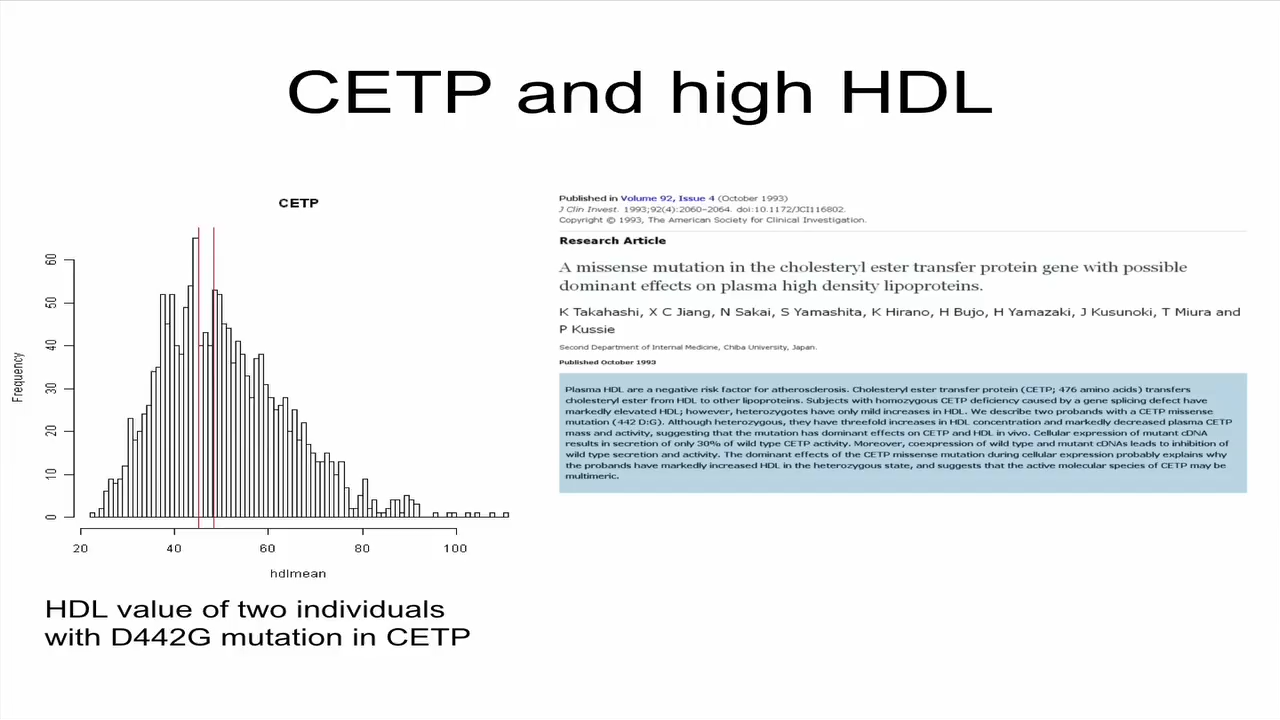 CETP and high HDL
CETP
60
50
40
30
20
10
0
Frequency
20 40 60 80 100
hdlmean
HDL value of two individuals
with D442G mutation in CETP
Published in Volume 92, Issue 4 (October 1993)
J Clin Invest. 1993;92(4):2060–2064. doi:10.1172/JCI116802.
Copyright © 1993, The American Society for Clinical Investigation.
Research Article
A missense mutation in the cholesteryl ester transfer protein gene with possible
dominant effects on plasma high density lipoproteins.
K Takahashi, X C Jiang, N Sakai, S Yamashita, K Hirano, H Bujo, H Yamazaki, J Kusunoki, T Miura and
P Kussie
Second Department of Internal Medicine, Chiba University, Japan.
Published October 1993
Plasma HDL are a negative risk factor for atherosclerosis. Cholesteryl ester transfer protein (CETP; 476 amino acids) transfers
cholesteryl ester from HDL to other lipoproteins. Subjects with homozygous CETP deficiency caused by a gene splicing defect have
markedly elevated HDL; however, heterozygotes have only mild increases in HDL. We describe two probands with a CETP missense
mutation (442 D:G). Although heterozygous, they have threefold increases in HDL concentration and markedly decreased plasma CETP
mass and activity, suggesting that the mutation has dominant effects on CETP and HDL in vivo. Cellular expression of mutant cDNA
results in secretion of only 30% of wild type CETP activity. Moreover, coexpression of wild type and mutant cDNAs leads to inhibition of
wild type secretion and activity. The dominant effects of the CETP missense mutation during cellular expression probably explains why
the probands have markedly increased HDL in the heterozygous state, and suggests that the active molecular species of CETP may be
multimeric.